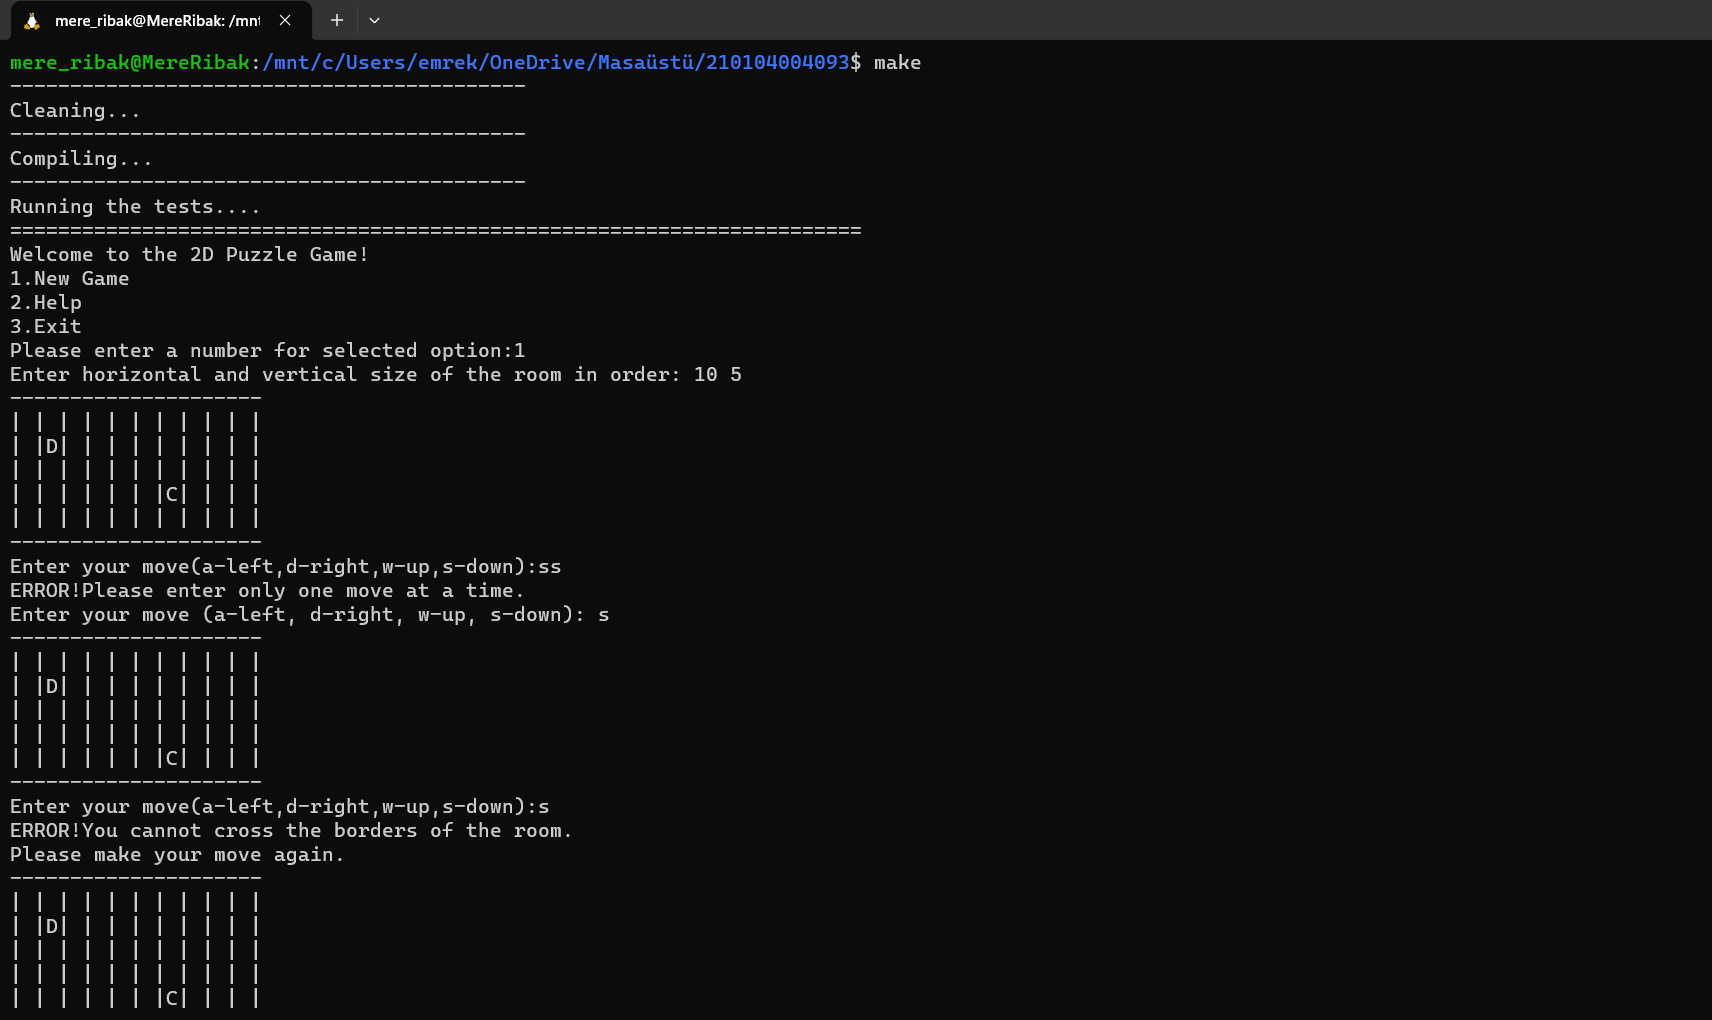 mere_ribak@MereRibak: /mnt
mere_ribak@MereRibak:/mnt/c/Users/emrek/OneDrive/Masaüstü/210104004093$ make
-------------------------------------------
Cleaning...
-------------------------------------------
Compiling...
-------------------------------------------
Running the tests....
=======================================================================
Welcome to the 2D Puzzle Game!
1.New Game
2.Help
3.Exit
Please enter a number for selected option:1
Enter horizontal and vertical size of the room in order: 10 5
---------------------
| | | | | | | | | | |
| |D| | | | | | | | |
| | | | | | | | | | |
| | | | | | |C| | | |
| | | | | | | | | | |
---------------------
Enter your move(a-left,d-right,w-up,s-down):ss
ERROR!Please enter only one move at a time.
Enter your move (a-left, d-right, w-up, s-down): s
---------------------
| | | | | | | | | | |
| |D| | | | | | | | |
| | | | | | | | | | |
| | | | | | | | | | |
| | | | | | |C| | | |
---------------------
Enter your move(a-left,d-right,w-up,s-down):s
ERROR!You cannot cross the borders of the room.
Please make your move again.
---------------------
| | | | | | | | | | |
| |D| | | | | | | | |
| | | | | | | | | | |
| | | | | | | | | | |
| | | | | | |C| | | |